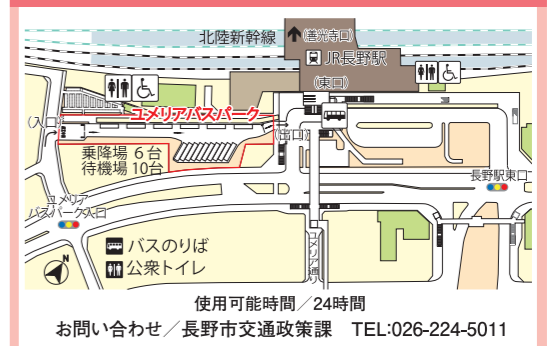 北陸新幹線
(善光寺口)
JR長野駅
(東口)
ユメリアバスパーク
(入口)
(出口)
乗降場 6台
待機場 10台
長野駅東口
ユメリア
バスパーク入口
ユメリア通り
バスのりば
公衆トイレ
N
使用可能時間/24時間
お問い合わせ/長野市交通政策課 TEL:026-224-5011